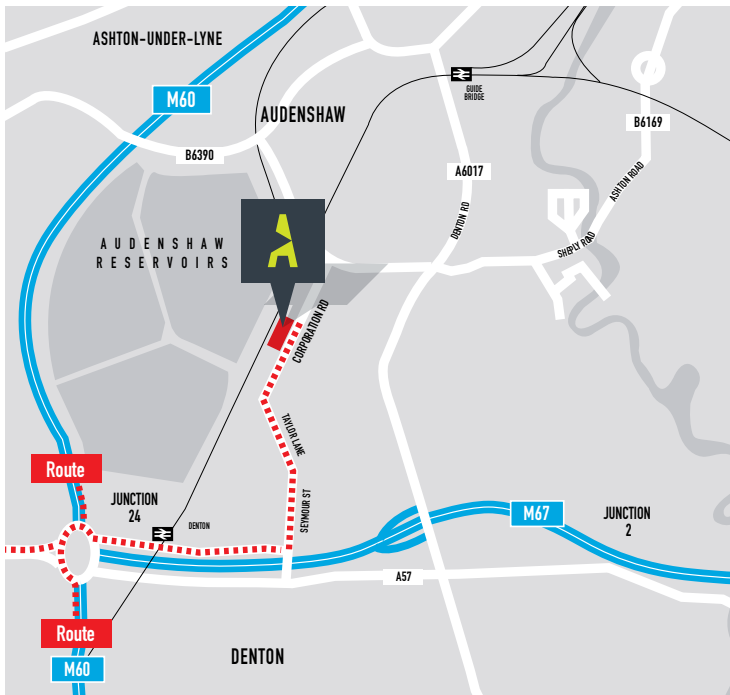 ASHTON-UNDER-LYNE
M60
AUDENSHAW
GUIDE
BRIDGE
B6390
B6169
A6017
ASHTON ROAD
DENTON RD
SHEPLY ROAD
AUDENSHAW
RESERVOIRS
CORPORATION RD
TAYLOR LANE
Route
JUNCTION
24
SEYMOUR ST
DENTON
M67
JUNCTION
2
A57
Route
DENTON
M60